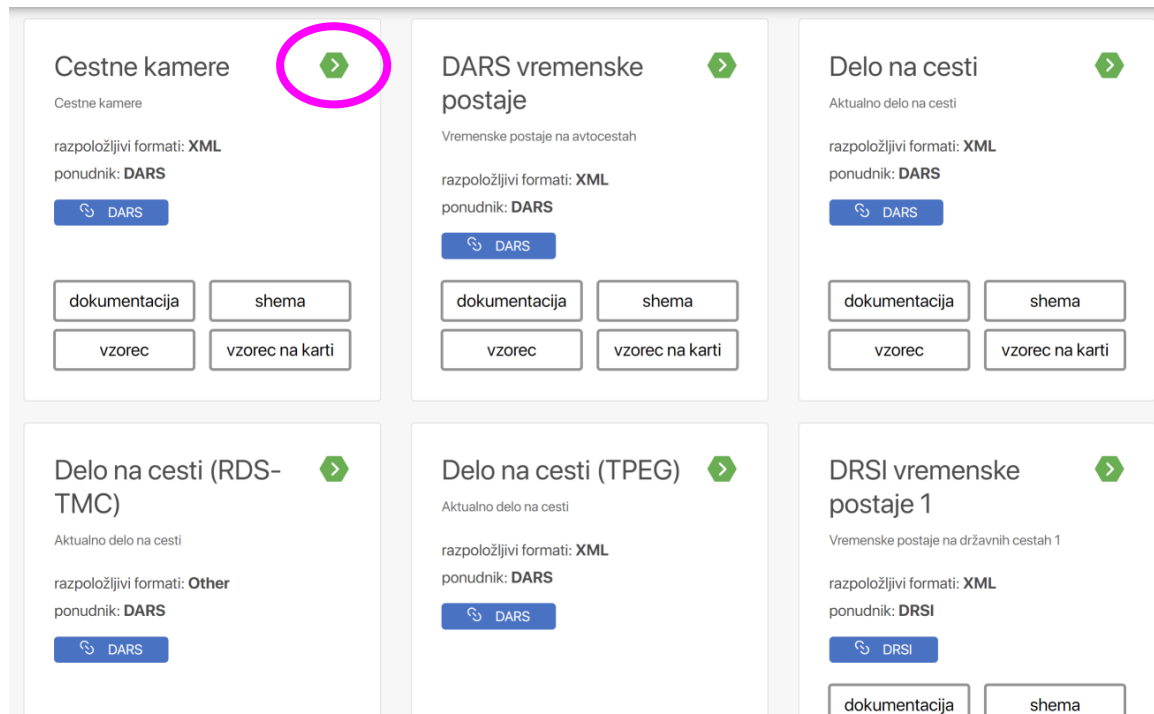 Cestne kamere
Cestne kamere
razpoložljivi formati: XML
ponudnik: DARS
DARS
dokumentacija
shema
vzorec
vzorec na karti
DARS vremenske
postaje
Vremenske postaje na avtocestah
razpoložljivi formati: XML
ponudnik: DARS
DARS
dokumentacija
shema
vzorec
vzorec na karti
Delo na cesti
Aktualno delo na cesti
razpoložljivi formati: XML
ponudnik: DARS
DARS
dokumentacija
shema
vzorec
vzorec na karti
Delo na cesti (RDS-
TMC)
Aktualno delo na cesti
razpoložljivi formati: Other
ponudnik: DARS
DARS
Delo na cesti (TPEG)
Aktualno delo na cesti
razpoložljivi formati: XML
ponudnik: DARS
DARS
DRSI vremenske
postaje 1
Vremenske postaje na državnih cestah 1
razpoložljivi formati: XML
ponudnik: DRSI
DRSI
dokumentacija
shema